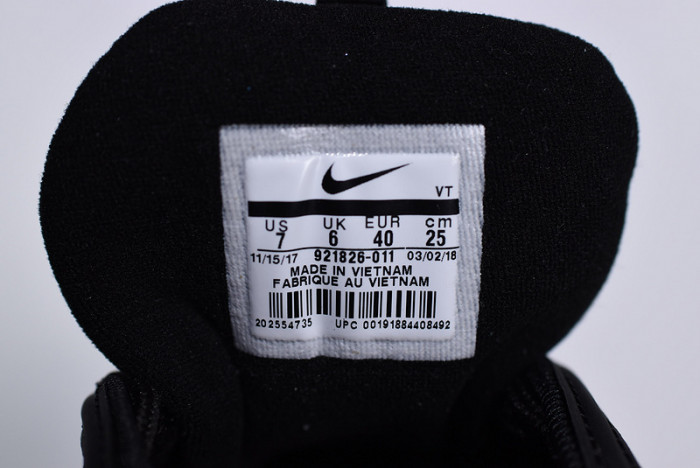 VT
US UK EUR cm
7 6 40 25
11/15/17 921826-011 03/02/18
MADE IN VIETNAM
FABRIQUE AU VIETNAM
202554735 UPC 00191884408492